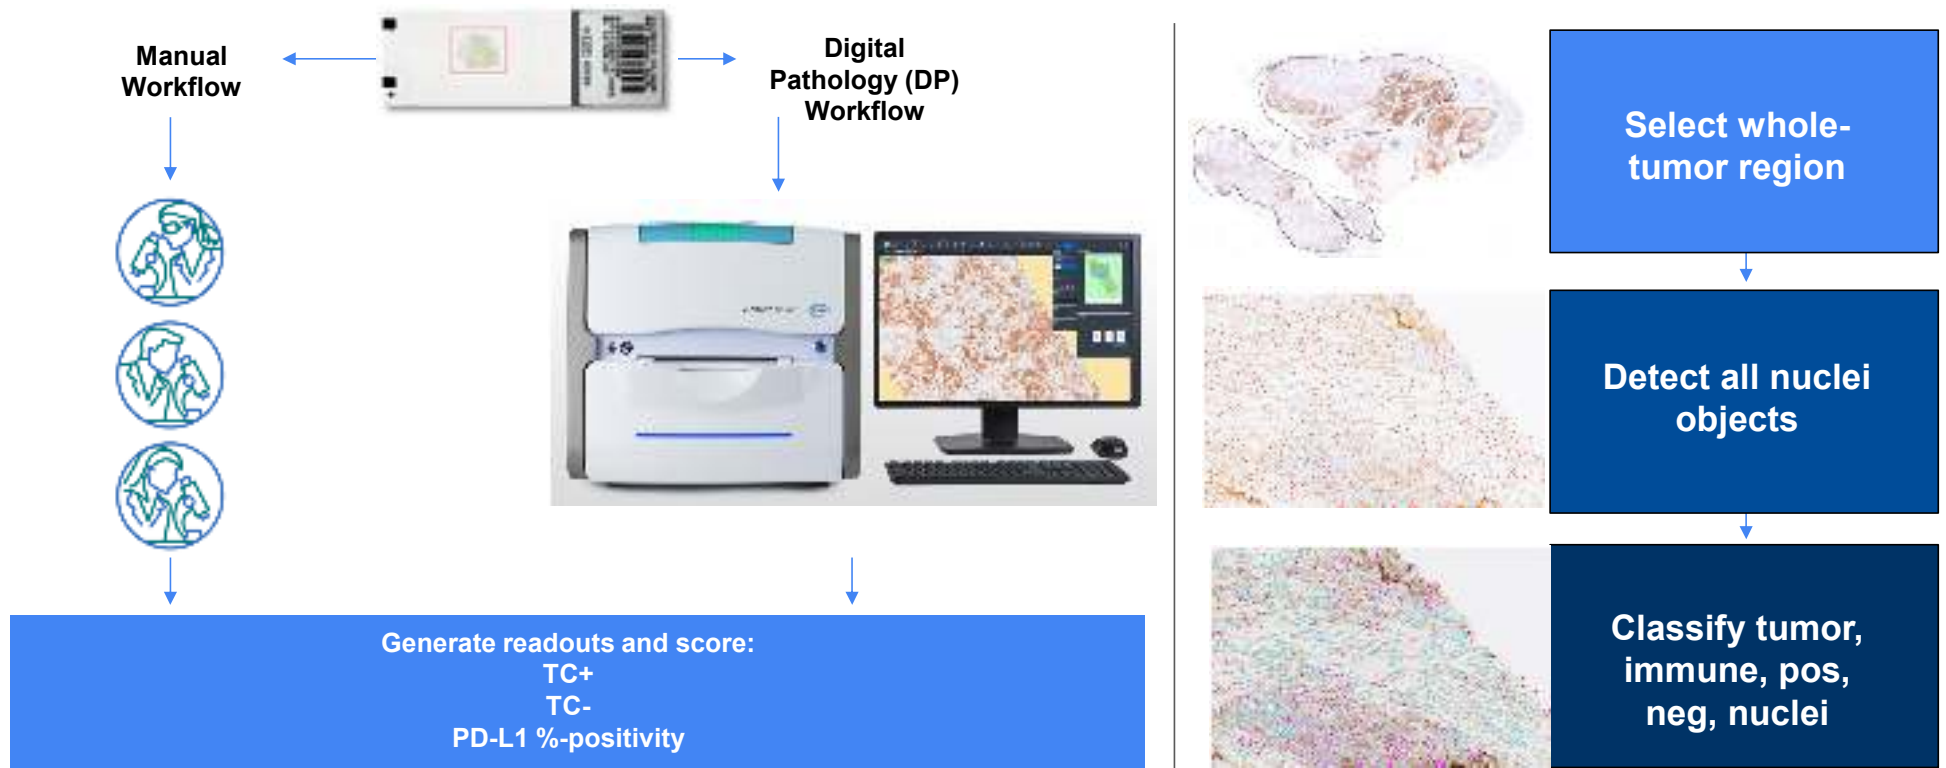 Manual
Workflow
Digital
Pathology (DP)
Workflow
Generate readouts and score:
TC+
TC-
PD-L1 %-positivity
Select whole-
tumor region
Detect all nuclei
objects
Classify tumor,
immune, pos,
neg, nuclei